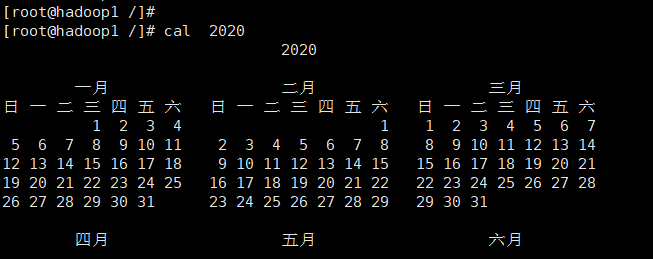 [root@hadoop1 /]#
[root@hadoop1 /]# cal  2020
                               2020

        一月                   二月                   三月
日 一 二 三 四 五 六   日 一 二 三 四 五 六   日 一 二 三 四 五 六
          1  2  3  4                      1    1  2  3  4  5  6  7
 5  6  7  8  9 10 11    2  3  4  5  6  7  8    8  9 10 11 12 13 14
12 13 14 15 16 17 18    9 10 11 12 13 14 15   15 16 17 18 19 20 21
19 20 21 22 23 24 25   16 17 18 19 20 21 22   22 23 24 25 26 27 28
26 27 28 29 30 31      23 24 25 26 27 28 29   29 30 31

        四月                   五月                   六月